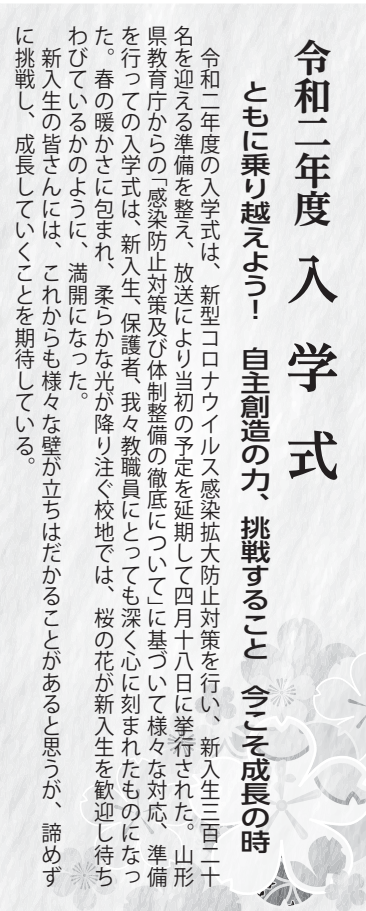 令和二年度 入学式
ともに乗り越えよう！ 自主創造の力、挑戦すること 今こそ成長の時
令和二年度の入学式は、新型コロナウイルス感染拡大防止対策を行い、新入生三百二十
名を迎える準備を整え、放送により当初の予定を延期して四月十八日に挙行された。山形
県教育庁からの「感染防止対策及び体制整備の徹底について」に基づいて様々な対応、準備
を行っての入学式は、新入生、保護者、我々教職員にとっても深く心に刻まれたものになっ
た。春の暖かさに包まれ、柔らかな光が降り注ぐ校地では、桜の花が新入生を歓迎し待ち
わびているかのように、満開になった。
新入生の皆さんには、これからも様々な壁が立ちはだかることがあると思うが、諦めず
に挑戦し、成長していくことを期待している。